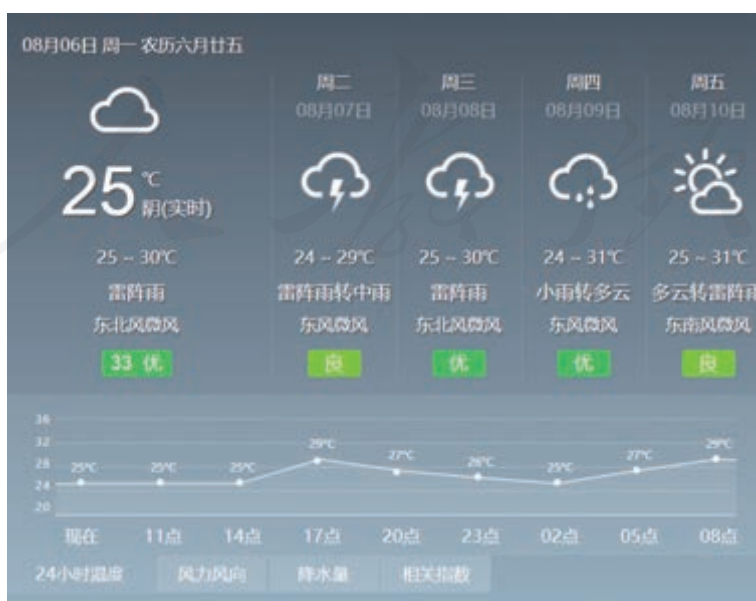 08月06日 周一 农历六月廿五
25℃
阴(实时)
25 ~ 30℃
雷阵雨
东北风微风
33 优
周二
08月07日
24 ~ 29℃
雷阵雨转中雨
东风微风
良
周三
08月08日
25 ~ 30℃
雷阵雨
东北风微风
优
周四
08月09日
24 ~ 31℃
小雨转多云
东风微风
优
周五
08月10日
25 ~ 31℃
多云转雷阵雨
东南风微风
良
36
32
28
24
20
25℃ 25℃ 25℃ 29℃ 27℃ 26℃ 25℃ 27℃ 29℃
现在 11点 14点 17点 20点 23点 02点 05点 08点
24小时温度 风力风向 降水量 相关指数